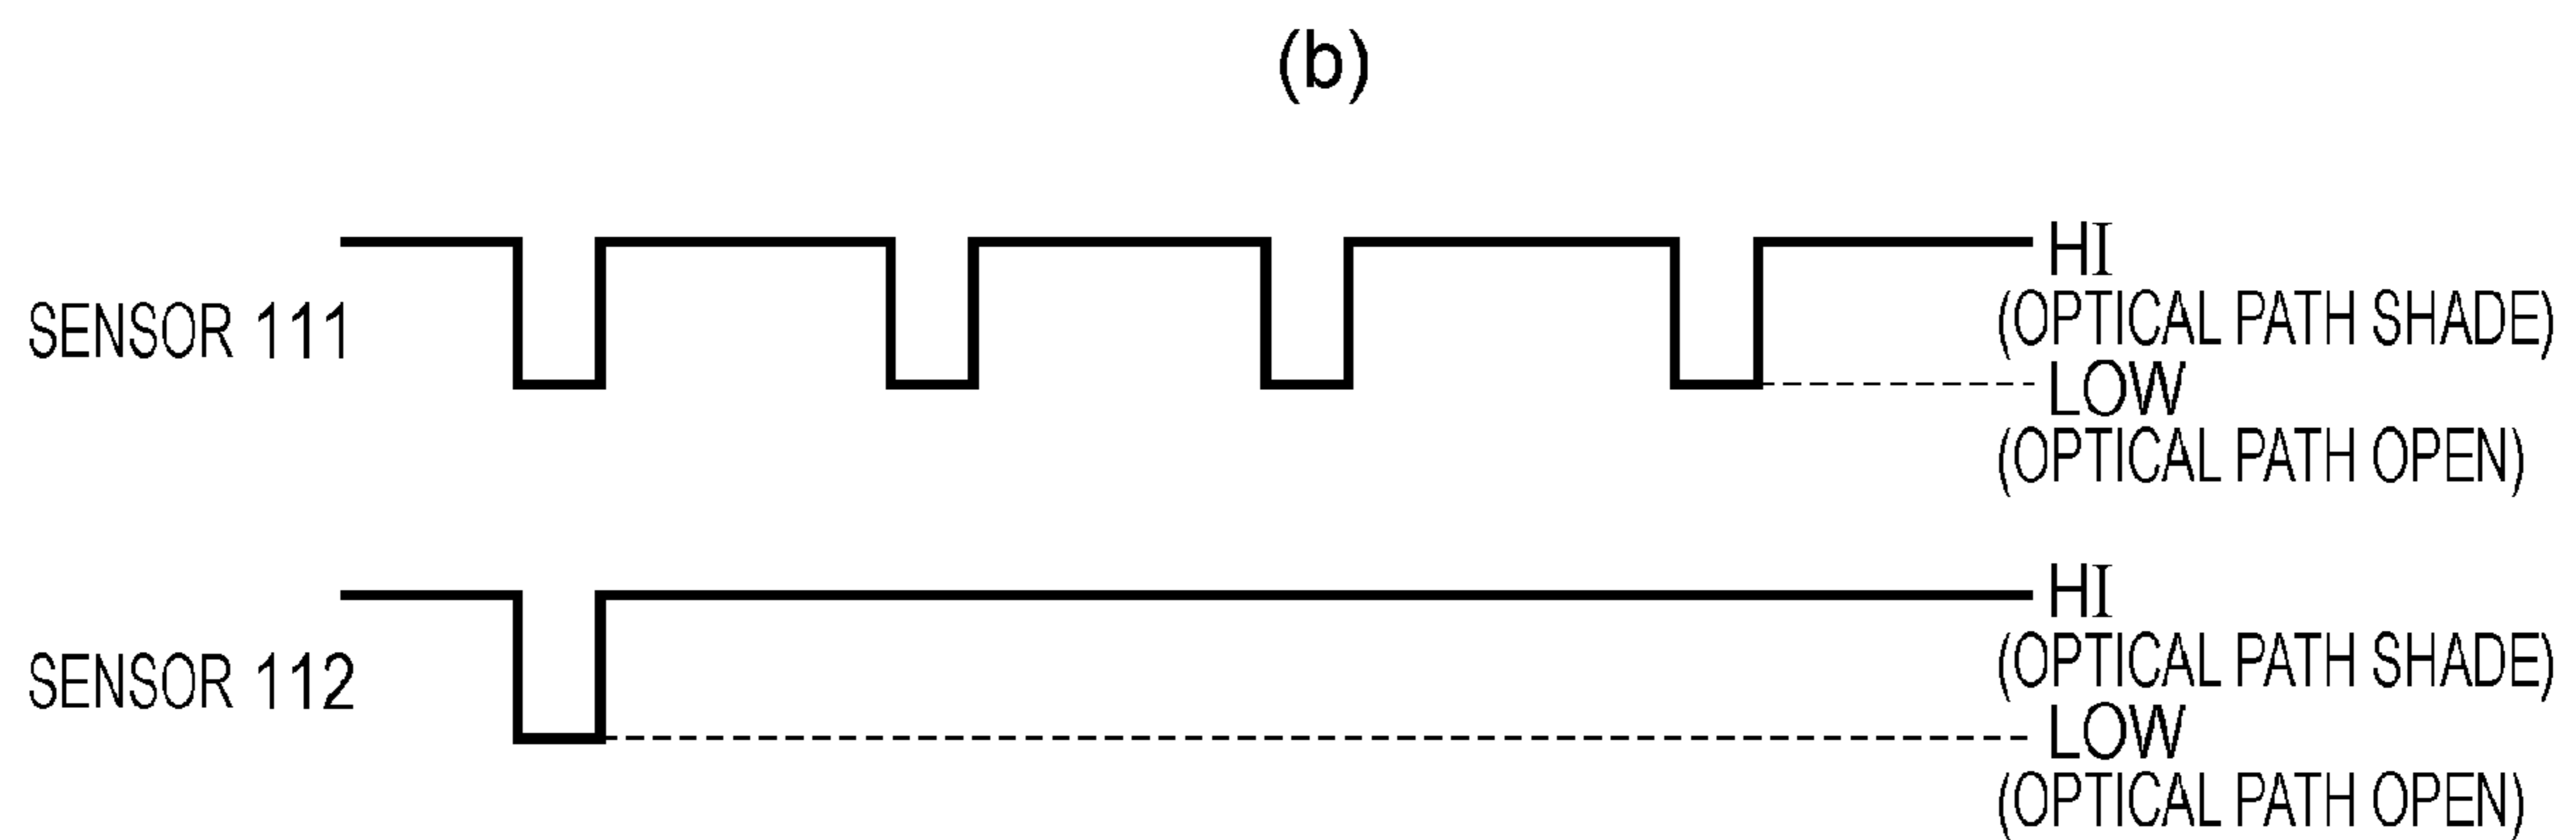 (b)
HI
SENSOR 111
(OPTICAL PATH SHADE)
LOW
(OPTICAL PATH OPEN)
HI
SENSOR 112
(OPTICAL PATH SHADE)
LOW
(OPTICAL PATH OPEN)